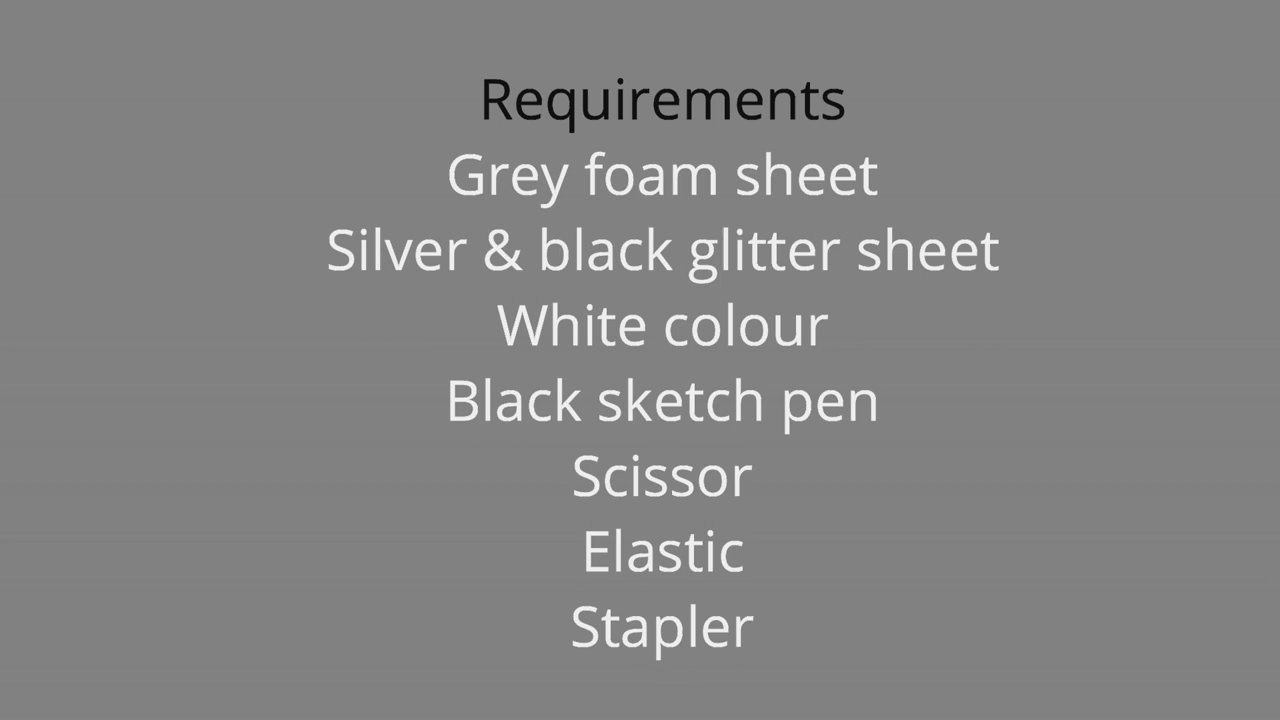 Requirements
Grey foam sheet
Silver & black glitter sheet
White colour
Black sketch pen
Scissor
Elastic
Stapler